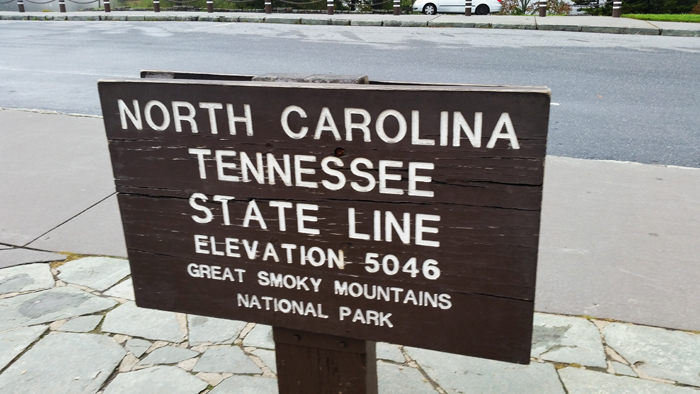 NORTH CAROLINA
TENNESSEE
STATE LINE
ELEVATION 5046
GREAT SMOKY MOUNTAINS
NATIONAL PARK